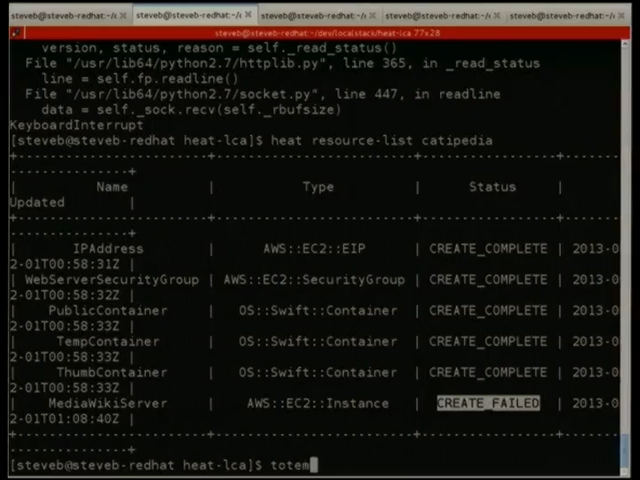 steveb@steveb-redhat:~/c steveb@steveb-redhat:~/c steveb@steveb-redhat:~/c steveb@steveb-redhat:~/c steveb@steveb-redhat:~/c
steveb@steveb-redhat:~/dev/localstack/heat-lca 77x28
version, status, reason = self._read_status()
File "/usr/lib64/python2.7/httplib.py", line 365, in _read_status
line = self.fp.readline()
File "/usr/lib64/python2.7/socket.py", line 447, in readline
data = self._sock.recv(self._rbufsize)
KeyboardInterrupt
[steveb@steveb-redhat heat-lca]$ heat resource-list catipedia
+------------------------+-----------------------+-----------------+------
---------------+
| Name | Type | Status |
Updated |
+------------------------+-----------------------+-----------------+------
---------------+
| IPAddress | AWS::EC2::EIP | CREATE_COMPLETE | 2013-0
2-01T00:58:31Z |
| WebServerSecurityGroup | AWS::EC2::SecurityGroup | CREATE_COMPLETE | 2013-0
2-01T00:58:32Z |
| PublicContainer | OS::Swift::Container | CREATE_COMPLETE | 2013-0
2-01T00:58:33Z |
| TempContainer | OS::Swift::Container | CREATE_COMPLETE | 2013-0
2-01T00:58:33Z |
| ThumbContainer | OS::Swift::Container | CREATE_COMPLETE | 2013-0
2-01T00:58:33Z |
| MediaWikiServer | AWS::EC2::Instance | CREATE_FAILED | 2013-0
2-01T01:08:40Z |
+------------------------+-----------------------+-----------------+------
---------------+
[steveb@steveb-redhat heat-lca]$ totem